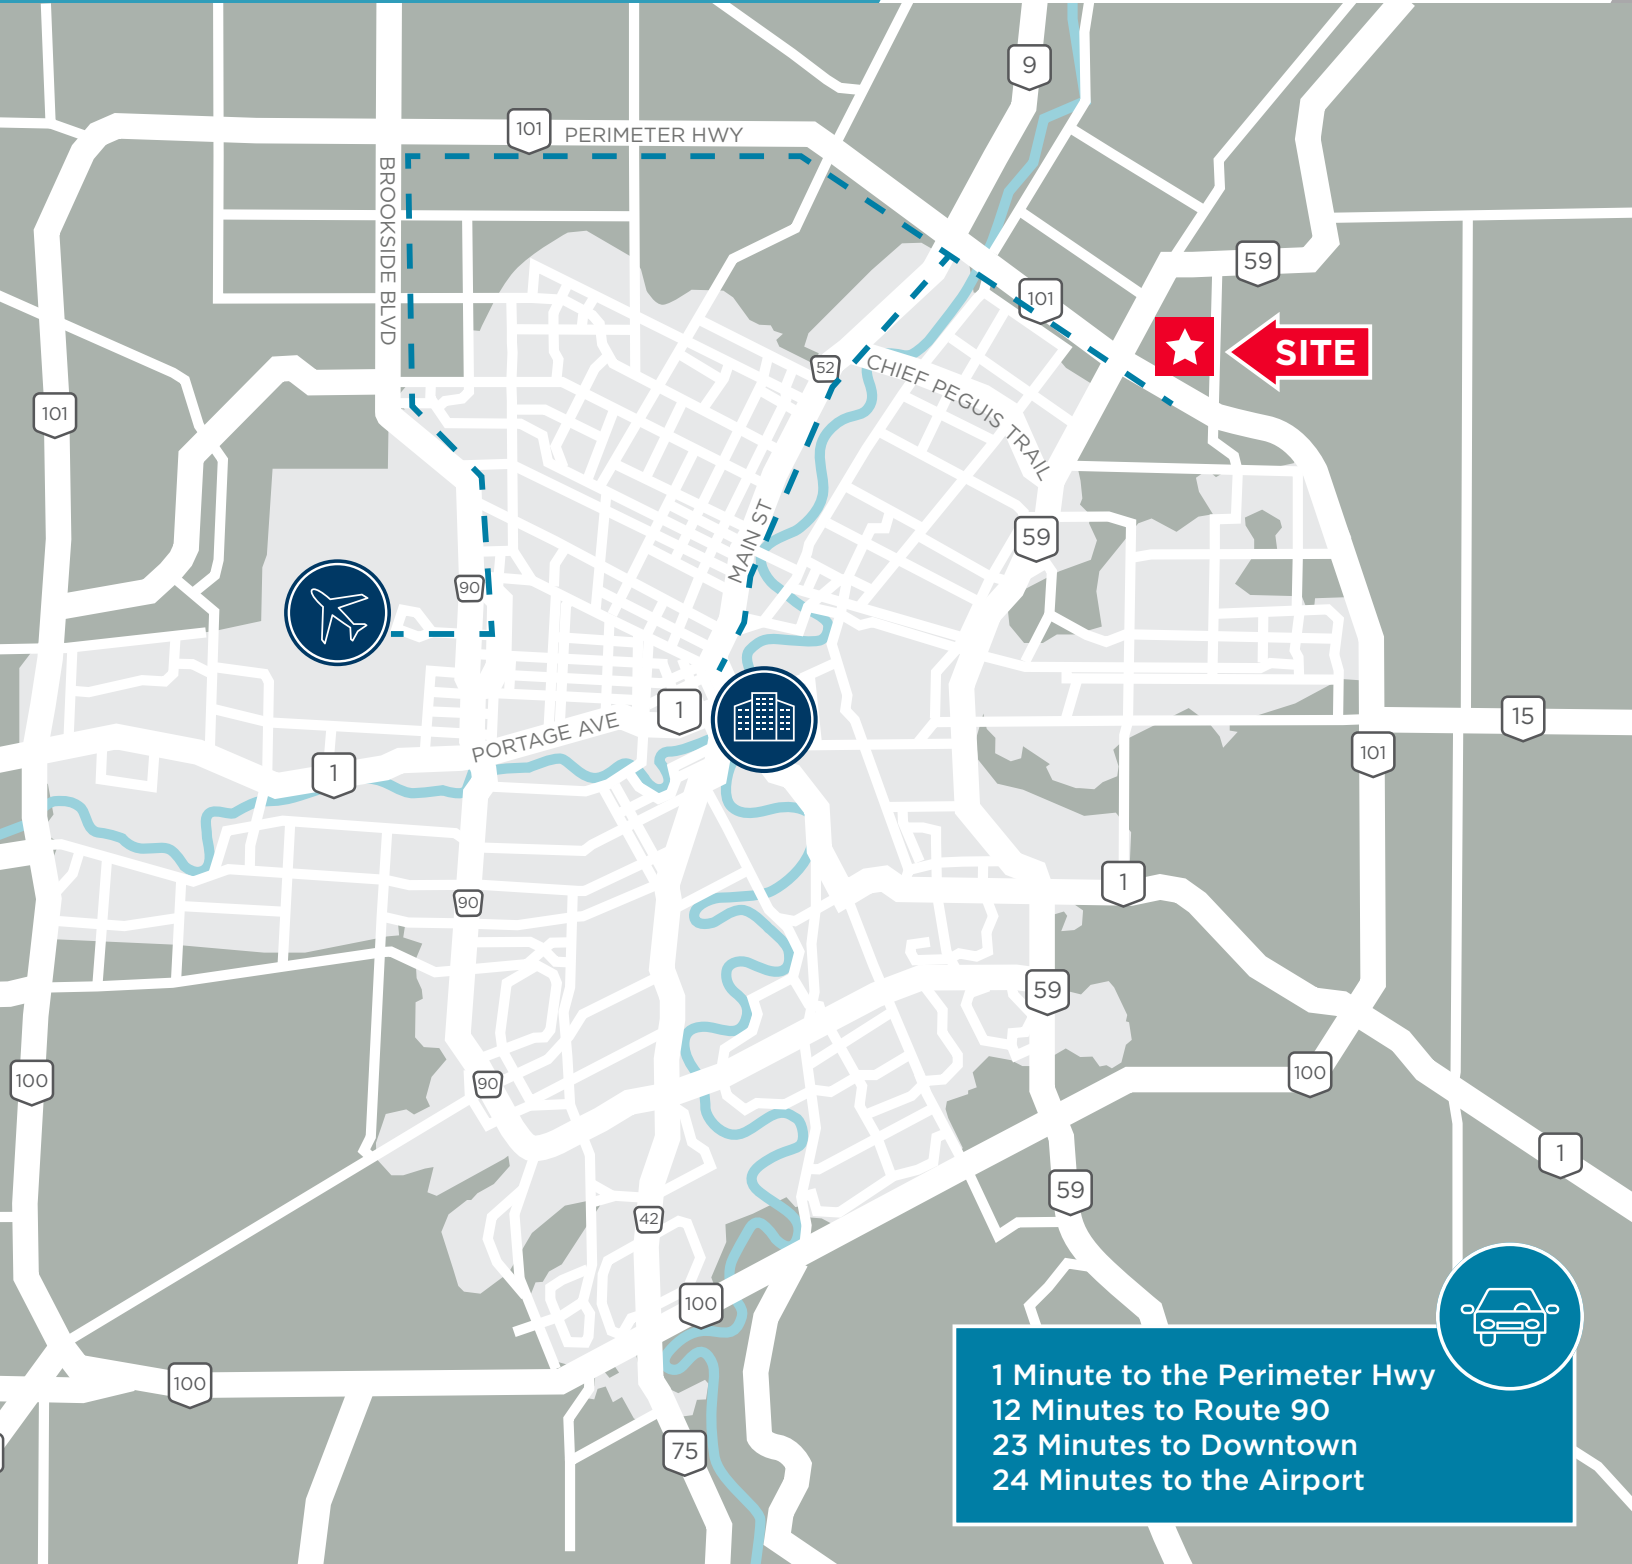 9
101
PERIMETER HWY
BROOKSIDE BLVD
59
101
SITE
52
CHIEF PEGUIS TRAIL
101
MAIN ST
59
90
1
PORTAGE AVE
15
101
1
1
90
59
100
100
90
1
59
42
100
100
75
1 Minute to the Perimeter Hwy
12 Minutes to Route 90
23 Minutes to Downtown
24 Minutes to the Airport